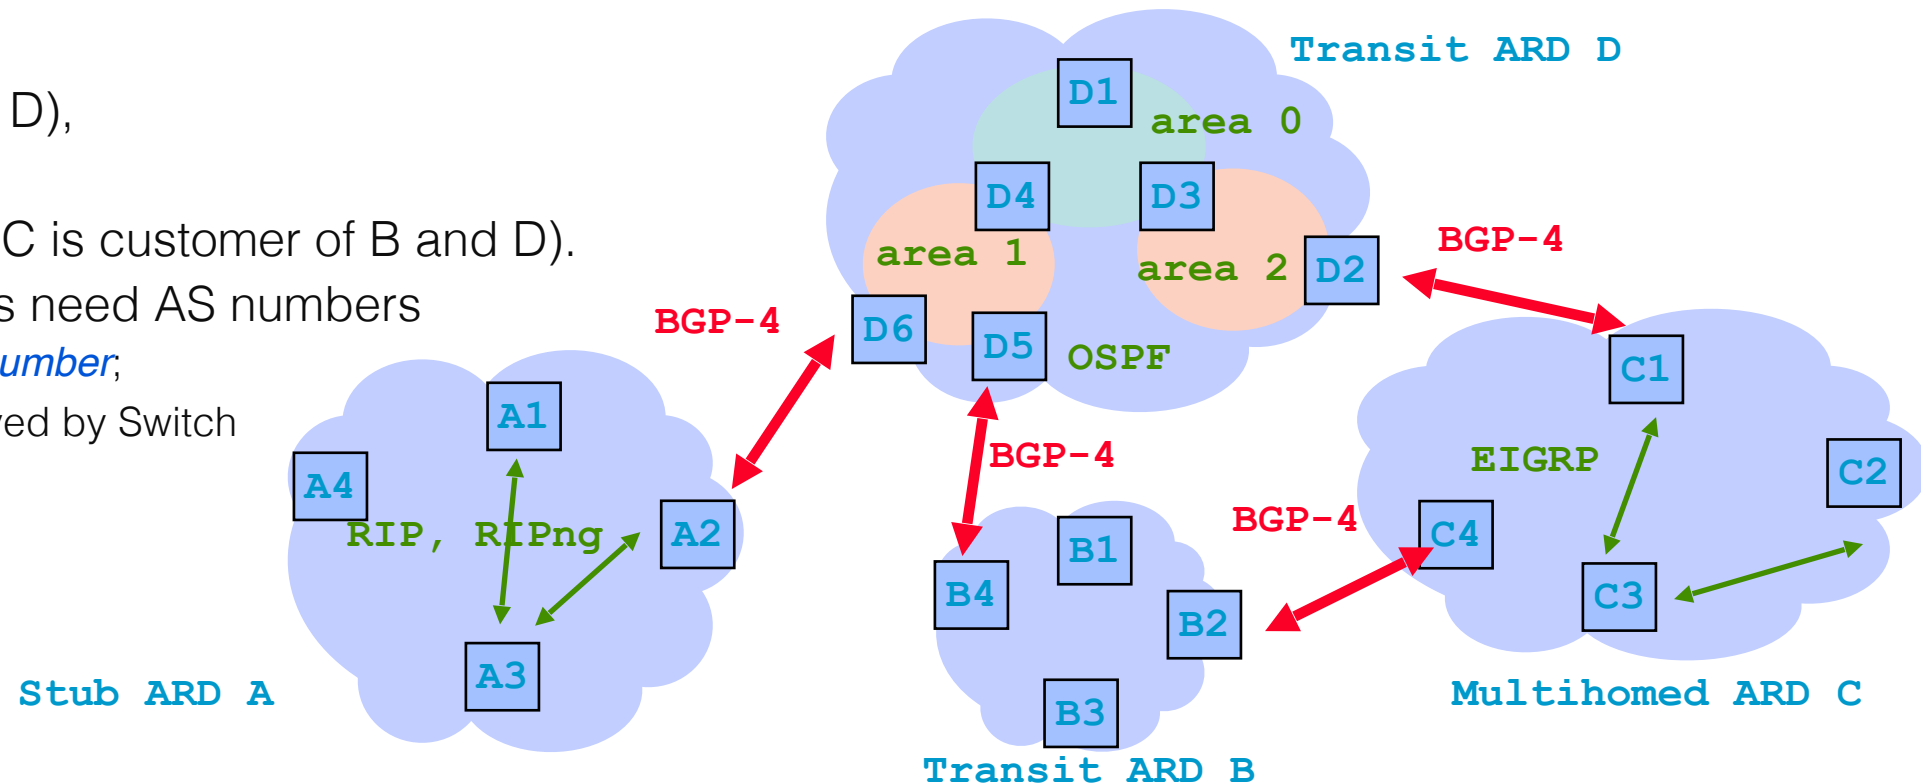 D),
C is customer of B and D).
s need AS numbers
umber;
ved by Switch
Transit ARD D
D1
area 0
D4
D3
area 1
area 2
D2
BGP-4
BGP-4
D6
D5
OSPF
A1
C1
A4
BGP-4
EIGRP
C2
RIP, RIPng
A2
BGP-4
C4
B1
B4
B2
C3
A3
B3
Stub ARD A
Multihomed ARD C
Transit ARD B